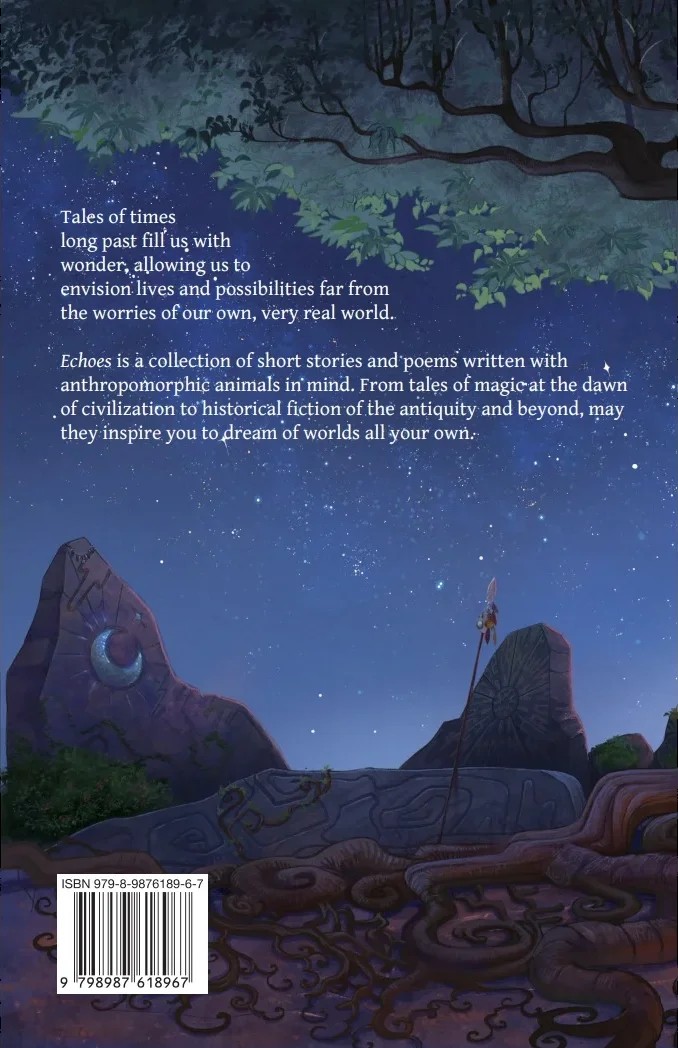 Tales of times
long past fill us with
wonder, allowing us to
envision lives and possibilities far from
the worries of our own, very real world.
Echoes is a collection of short stories and poems written with
anthropomorphic animals in mind. From tales of magic at the dawn
of civilization to historical fiction of the antiquity and beyond, may
they inspire you to dream of worlds all your own.
ISBN 979-8-9876189-6-7
9 798987 618967